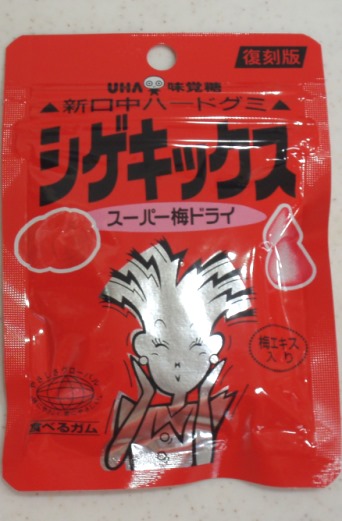 復刻版
UHA味覚糖
▲新口中ハードグミ▲
シゲキックス
スーパー梅ドライ
梅エキス
入り
食べるガム